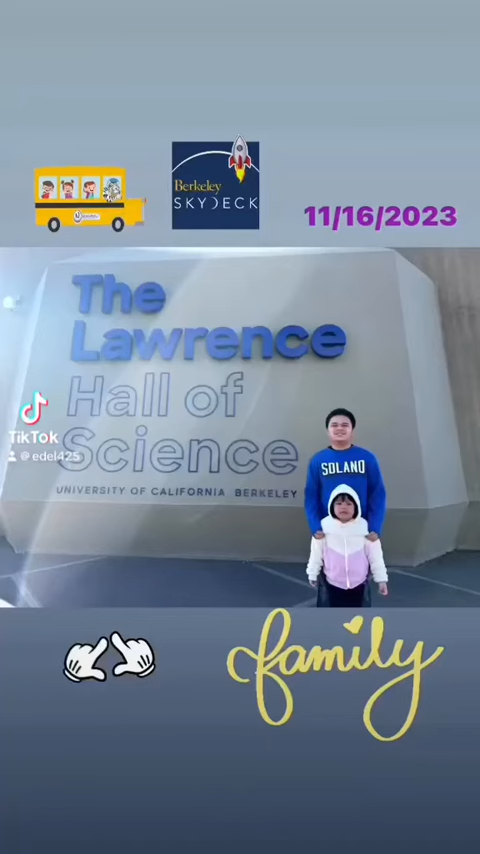 Berkeley
SKYDECK
11/16/2023
The
Lawrence
Hall of
Science
UNIVERSITY OF CALIFORNIA BERKELEY
SOLANO
TikTok
@edel425
family